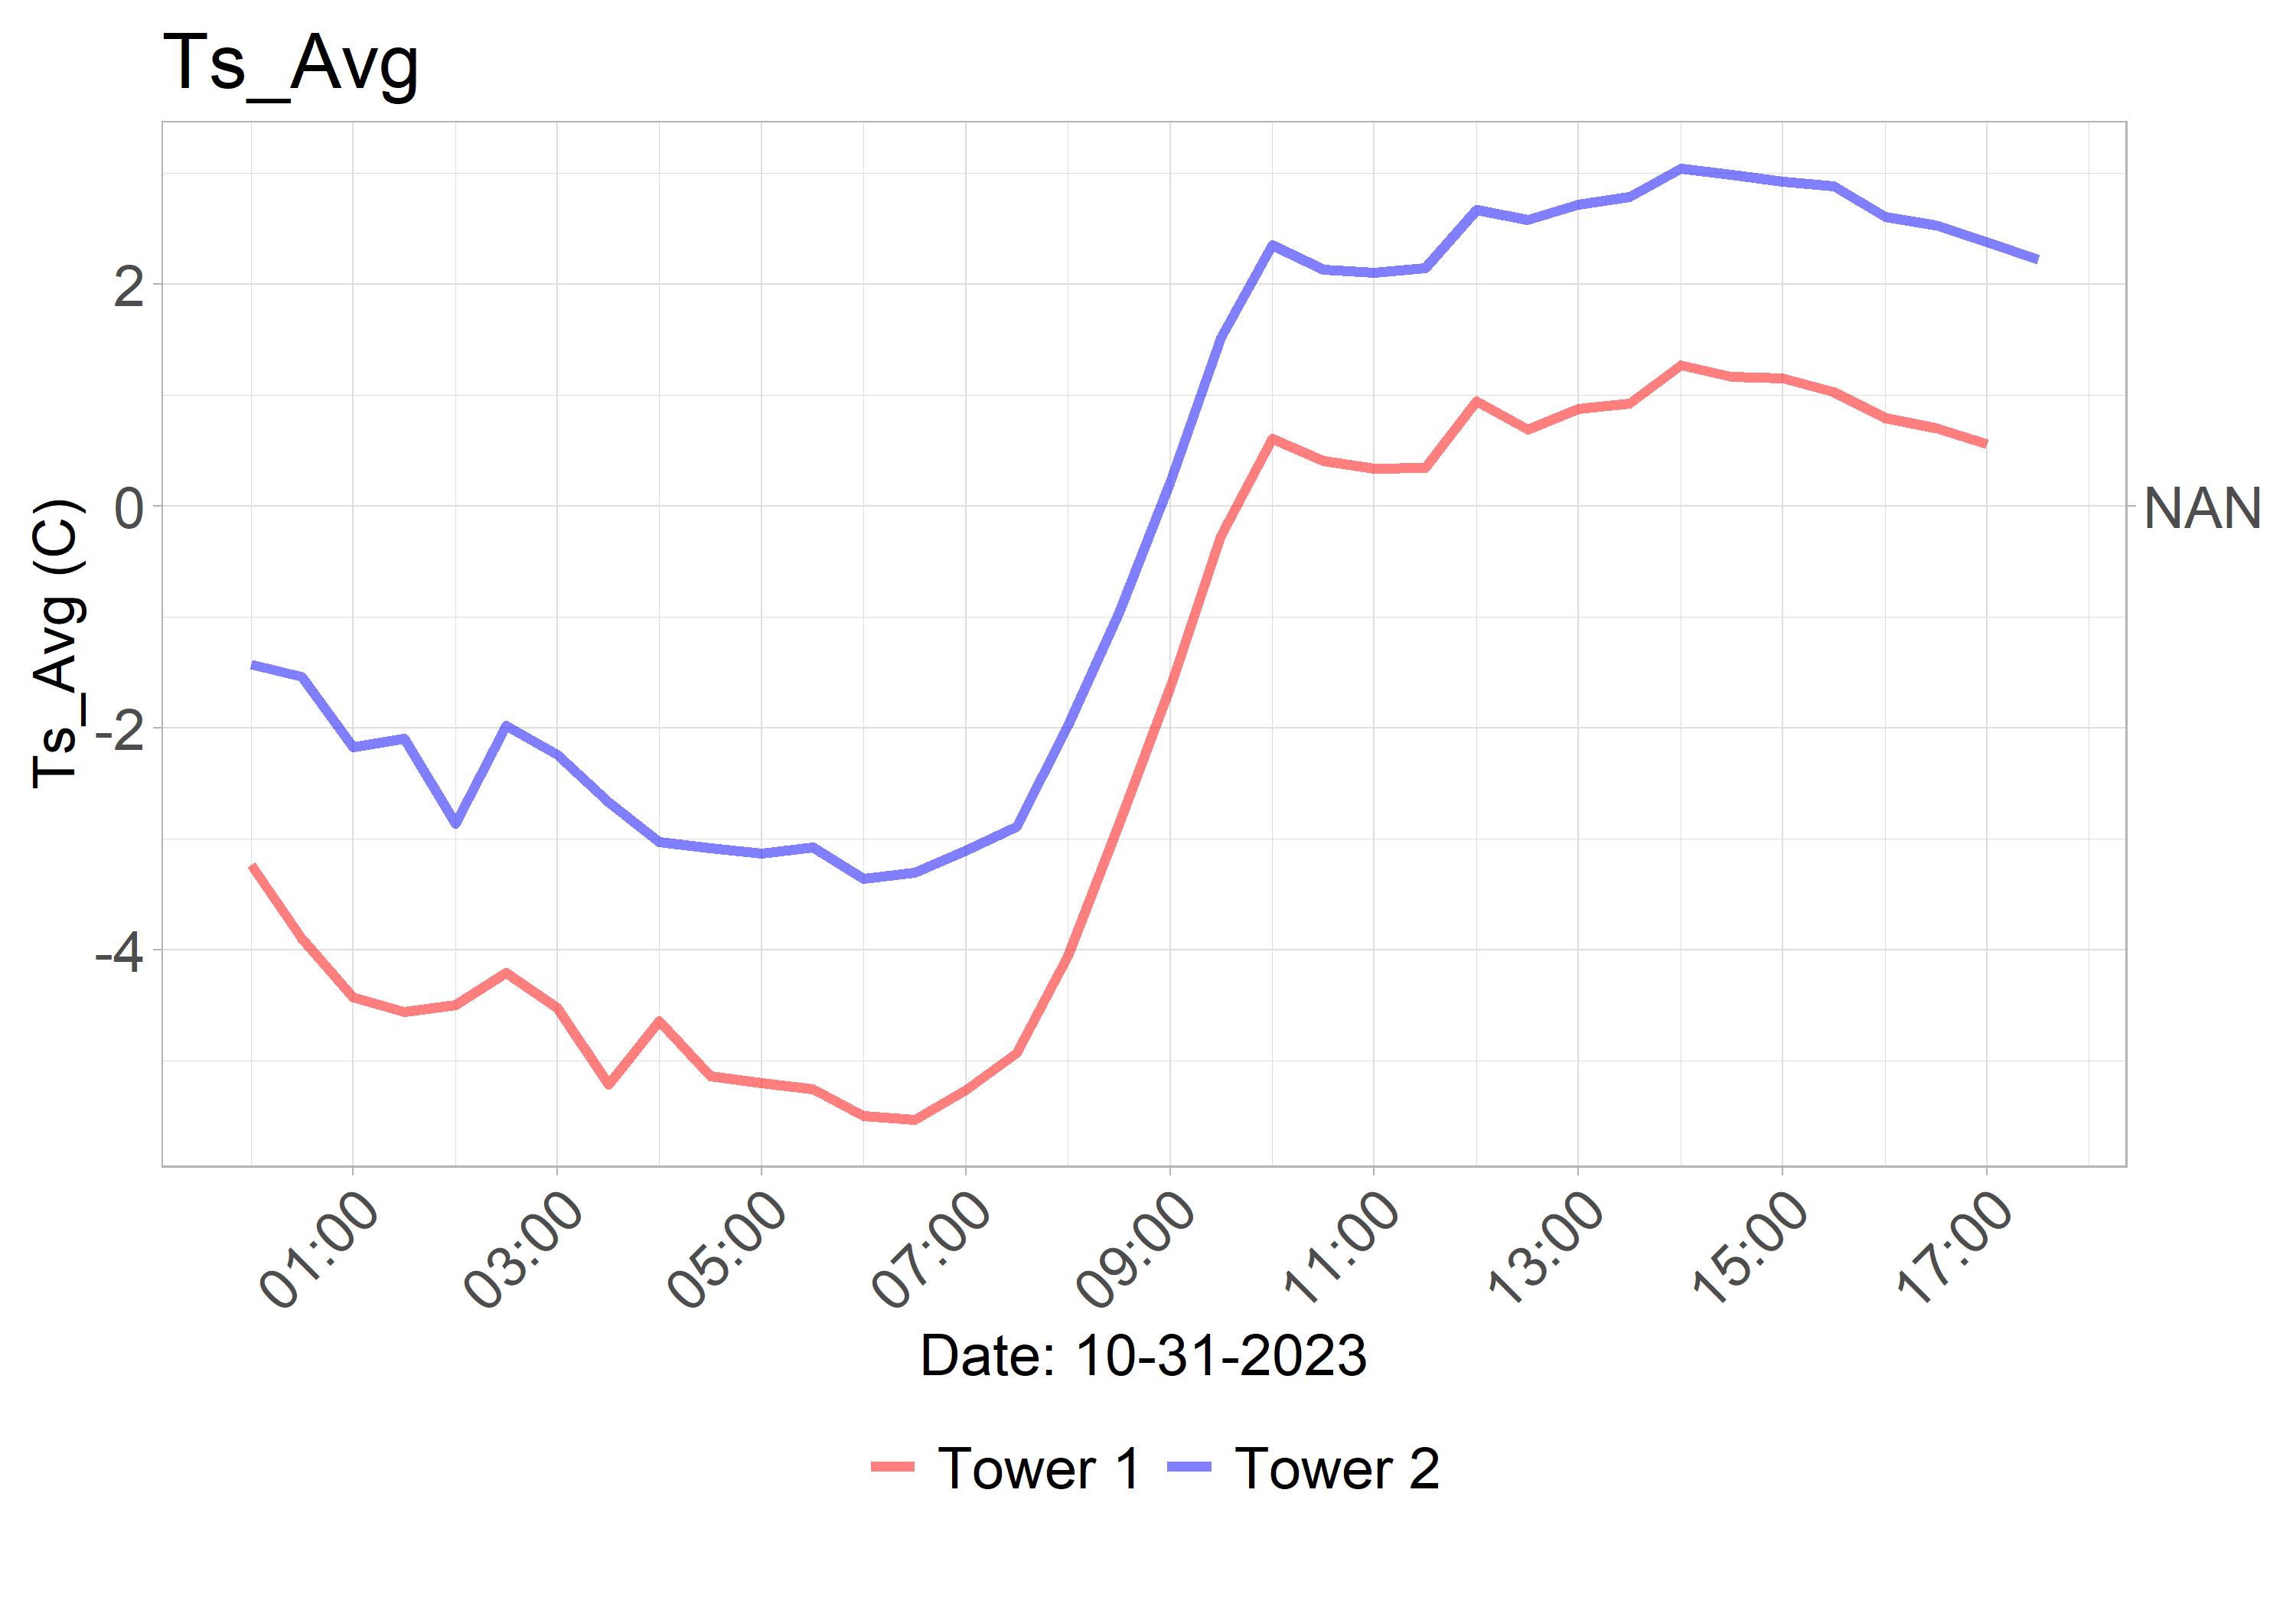 Ts_Avg
Ts_Avg (C)
2
0
-2
-4
NAN
01:00 03:00 05:00 07:00 09:00 11:00 13:00 15:00 17:00
Date: 10-31-2023
Tower 1 Tower 2